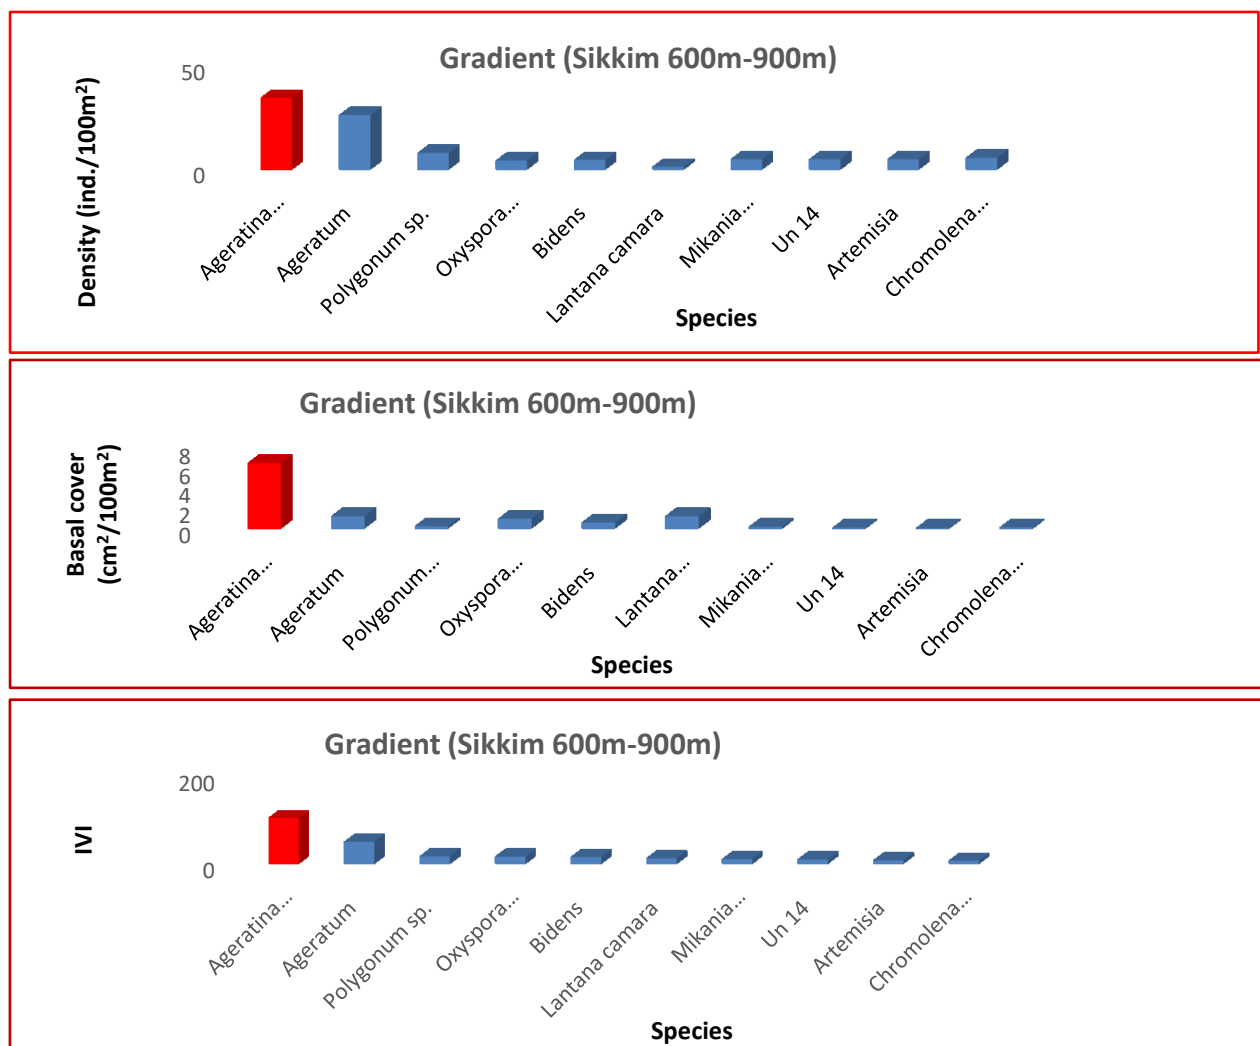 Gradient (Sikkim 600m-900m)
Density (ind./100m²)
50
0
Ageratina...
Ageratum
Polygonum sp.
Oxyspora...
Bidens
Lantana camara
Mikania...
Un 14
Artemisia
Chromolena...
Species
Gradient (Sikkim 600m-900m)
Basal cover
(cm²/100m²)
8
6
4
2
0
Ageratina...
Ageratum
Polygonum...
Oxyspora...
Bidens
Lantana...
Mikania...
Un 14
Artemisia
Chromolena...
Species
Gradient (Sikkim 600m-900m)
IVI
200
0
Ageratina...
Ageratum
Polygonum sp.
Oxyspora...
Bidens
Lantana camara
Mikania...
Un 14
Artemisia
Chromolena...
Species